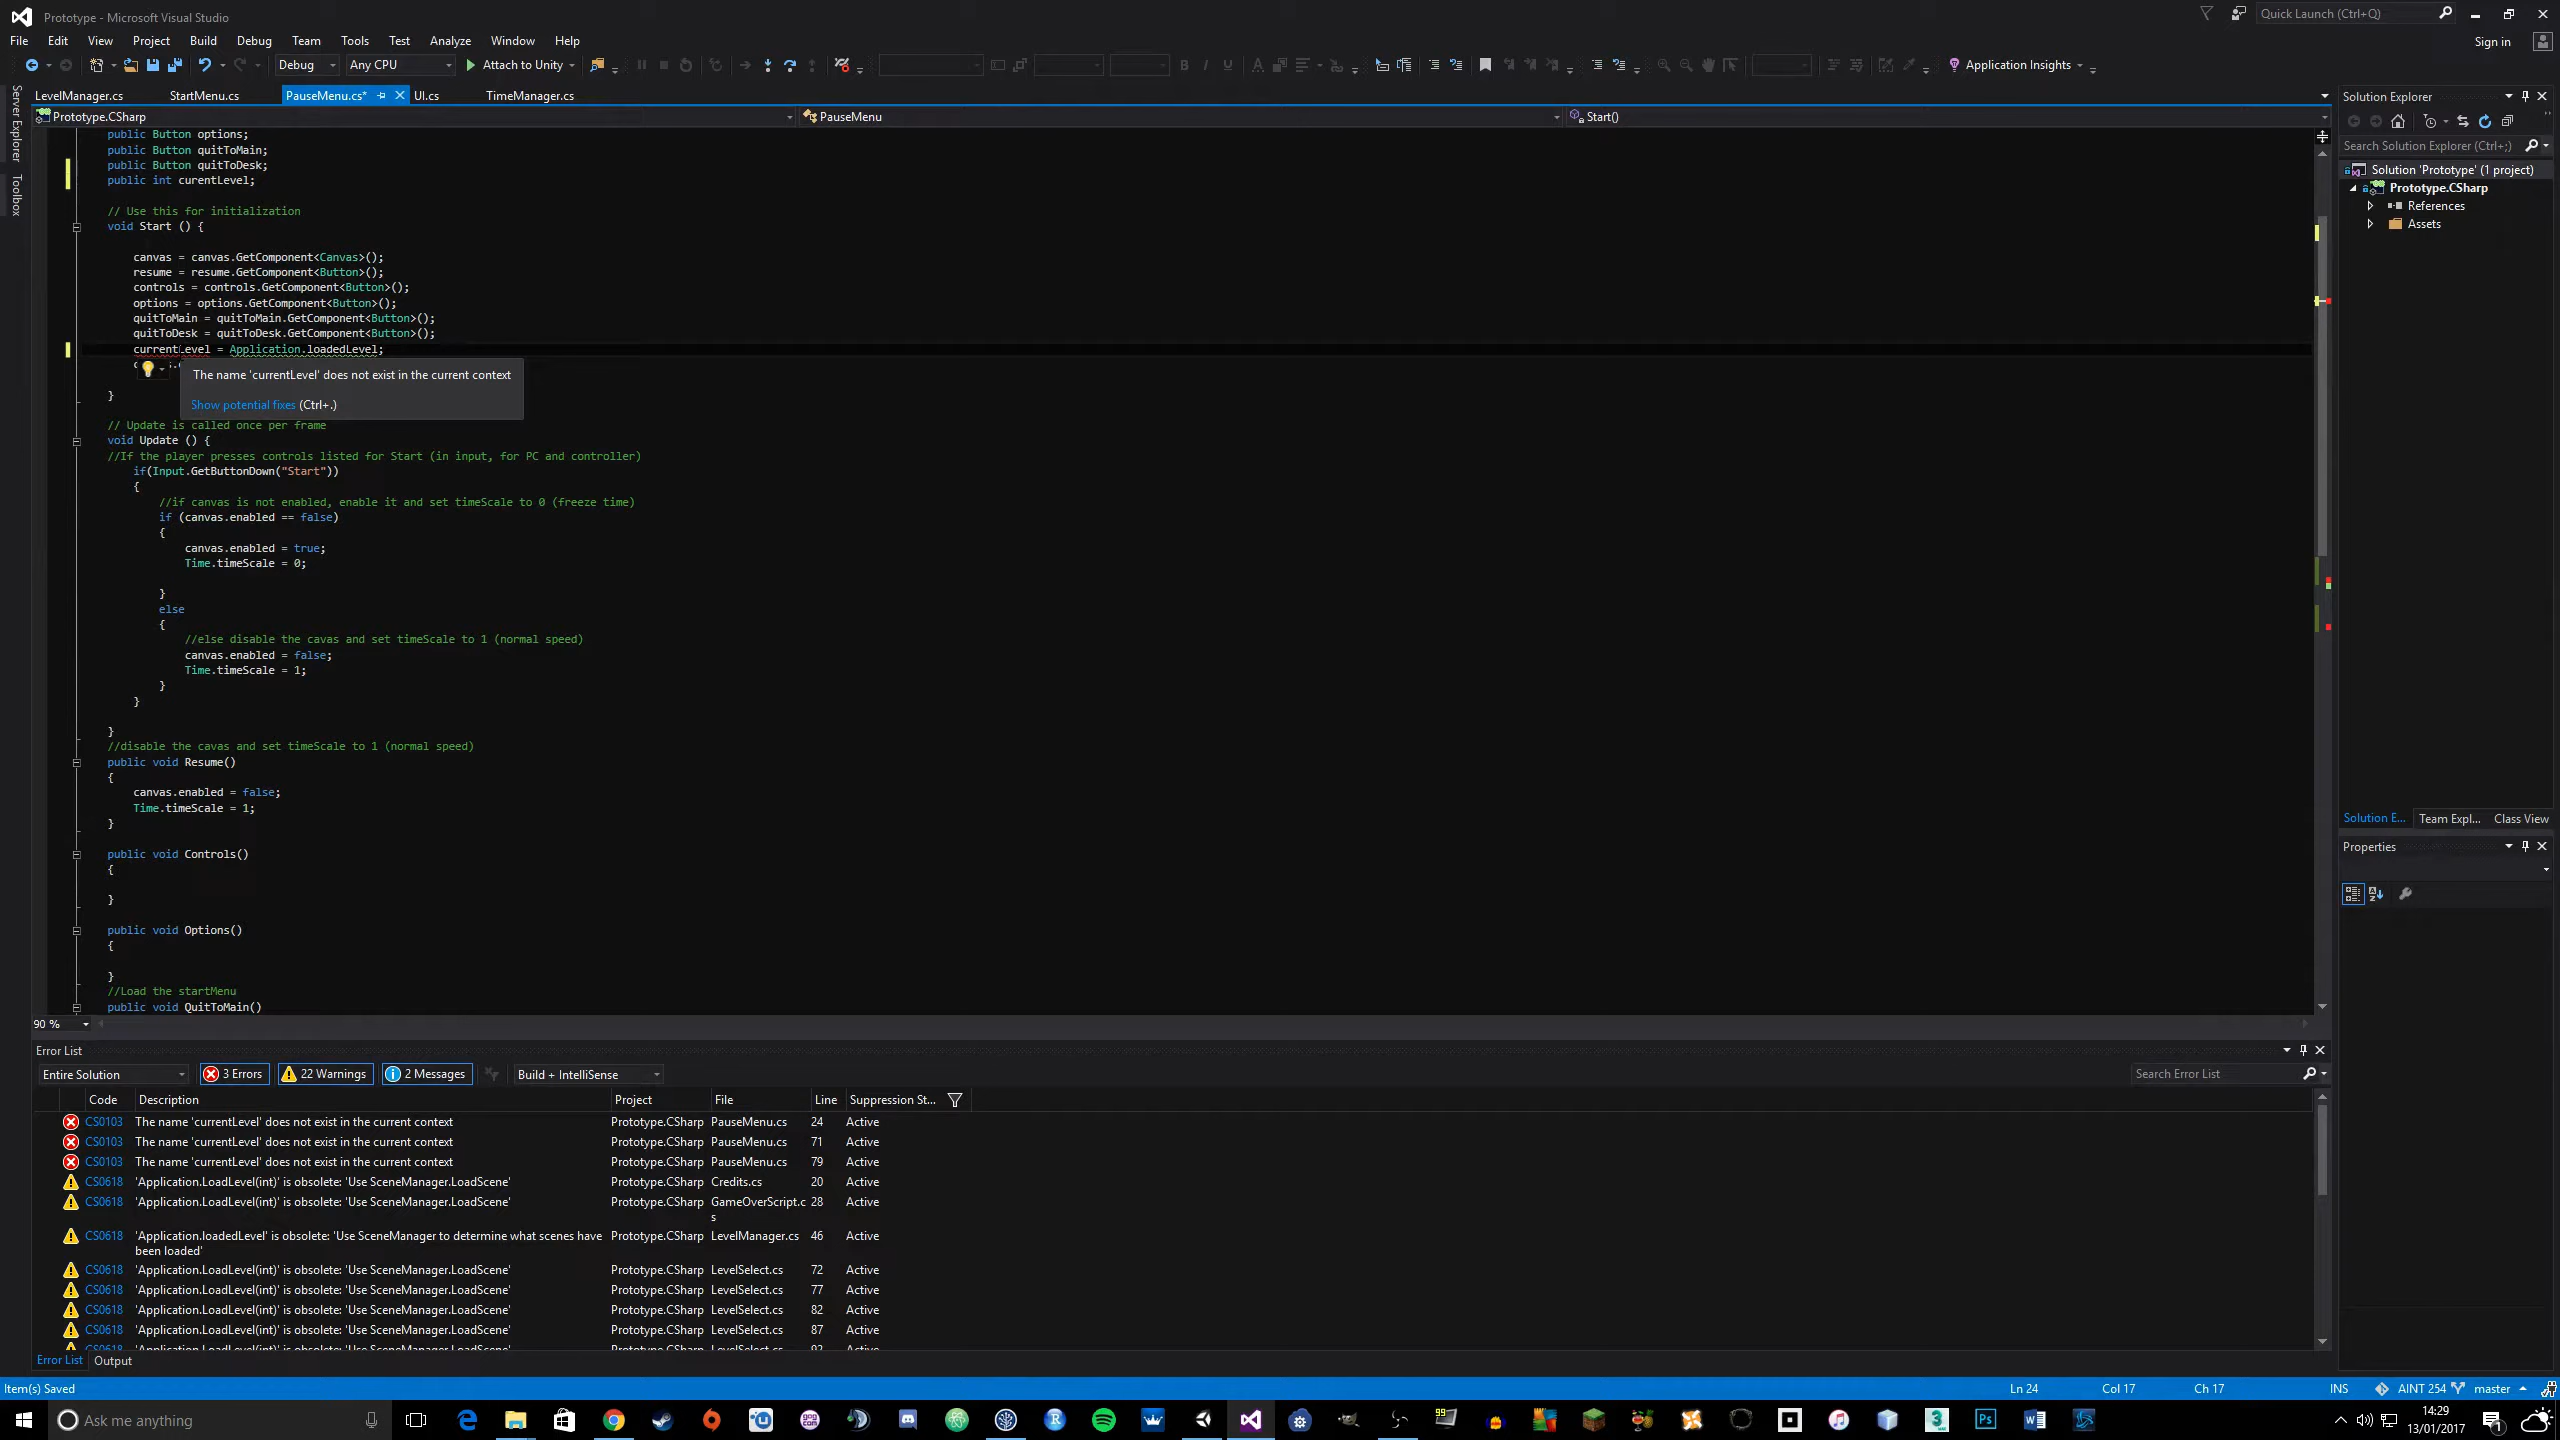 Prototype - Microsoft Visual Studio
Quick Launch (Ctrl+Q)
File Edit View Project Build Debug Team Tools Test Analyze Window Help
Sign in
Debug Any CPU Attach to Unity Application Insights
LevelManager.cs StartMenu.cs PauseMenu.cs* UI.cs TimeManager.cs
Prototype.CSharp PauseMenu Start()
Server Explorer
Toolbox
public Button options;
public Button quitToMain;
public Button quitToDesk;
public int curentLevel;
// Use this for initialization
void Start () {
canvas = canvas.GetComponent<Canvas>();
resume = resume.GetComponent<Button>();
controls = controls.GetComponent<Button>();
options = options.GetComponent<Button>();
quitToMain = quitToMain.GetComponent<Button>();
quitToDesk = quitToDesk.GetComponent<Button>();
currentLevel = Application.loadedLevel;
The name 'currentLevel' does not exist in the current context
Show potential fixes (Ctrl+.)
}
// Update is called once per frame
void Update () {
//If the player presses controls listed for Start (in input, for PC and controller)
if(Input.GetButtonDown("Start"))
{
//if canvas is not enabled, enable it and set timeScale to 0 (freeze time)
if (canvas.enabled == false)
{
canvas.enabled = true;
Time.timeScale = 0;
}
else
{
//else disable the cavas and set timeScale to 1 (normal speed)
canvas.enabled = false;
Time.timeScale = 1;
}
}
}
//disable the cavas and set timeScale to 1 (normal speed)
public void Resume()
{
canvas.enabled = false;
Time.timeScale = 1;
}
public void Controls()
{
}
public void Options()
{
}
//Load the startMenu
public void QuitToMain()
90 %
Solution Explorer
Search Solution Explorer (Ctrl+;)
Solution 'Prototype' (1 project)
Prototype.CSharp
References
Assets
Solution E... Team Expl... Class View
Properties
Error List
Entire Solution 3 Errors 22 Warnings 2 Messages Build + IntelliSense Search Error List
Code Description Project File Line Suppression St...
CS0103 The name 'currentLevel' does not exist in the current context Prototype.CSharp PauseMenu.cs 24 Active
CS0103 The name 'currentLevel' does not exist in the current context Prototype.CSharp PauseMenu.cs 71 Active
CS0103 The name 'currentLevel' does not exist in the current context Prototype.CSharp PauseMenu.cs 79 Active
CS0618 'Application.LoadLevel(int)' is obsolete: 'Use SceneManager.LoadScene' Prototype.CSharp Credits.cs 20 Active
CS0618 'Application.LoadLevel(int)' is obsolete: 'Use SceneManager.LoadScene' Prototype.CSharp GameOverScript.c 28 Active
s
CS0618 'Application.loadedLevel' is obsolete: 'Use SceneManager to determine what scenes have Prototype.CSharp LevelManager.cs 46 Active
been loaded'
CS0618 'Application.LoadLevel(int)' is obsolete: 'Use SceneManager.LoadScene' Prototype.CSharp LevelSelect.cs 72 Active
CS0618 'Application.LoadLevel(int)' is obsolete: 'Use SceneManager.LoadScene' Prototype.CSharp LevelSelect.cs 77 Active
CS0618 'Application.LoadLevel(int)' is obsolete: 'Use SceneManager.LoadScene' Prototype.CSharp LevelSelect.cs 82 Active
CS0618 'Application.LoadLevel(int)' is obsolete: 'Use SceneManager.LoadScene' Prototype.CSharp LevelSelect.cs 87 Active
Error List Output
Item(s) Saved Ln 24 Col 17 Ch 17 INS AINT 254 master
Ask me anything
14:29
13/01/2017